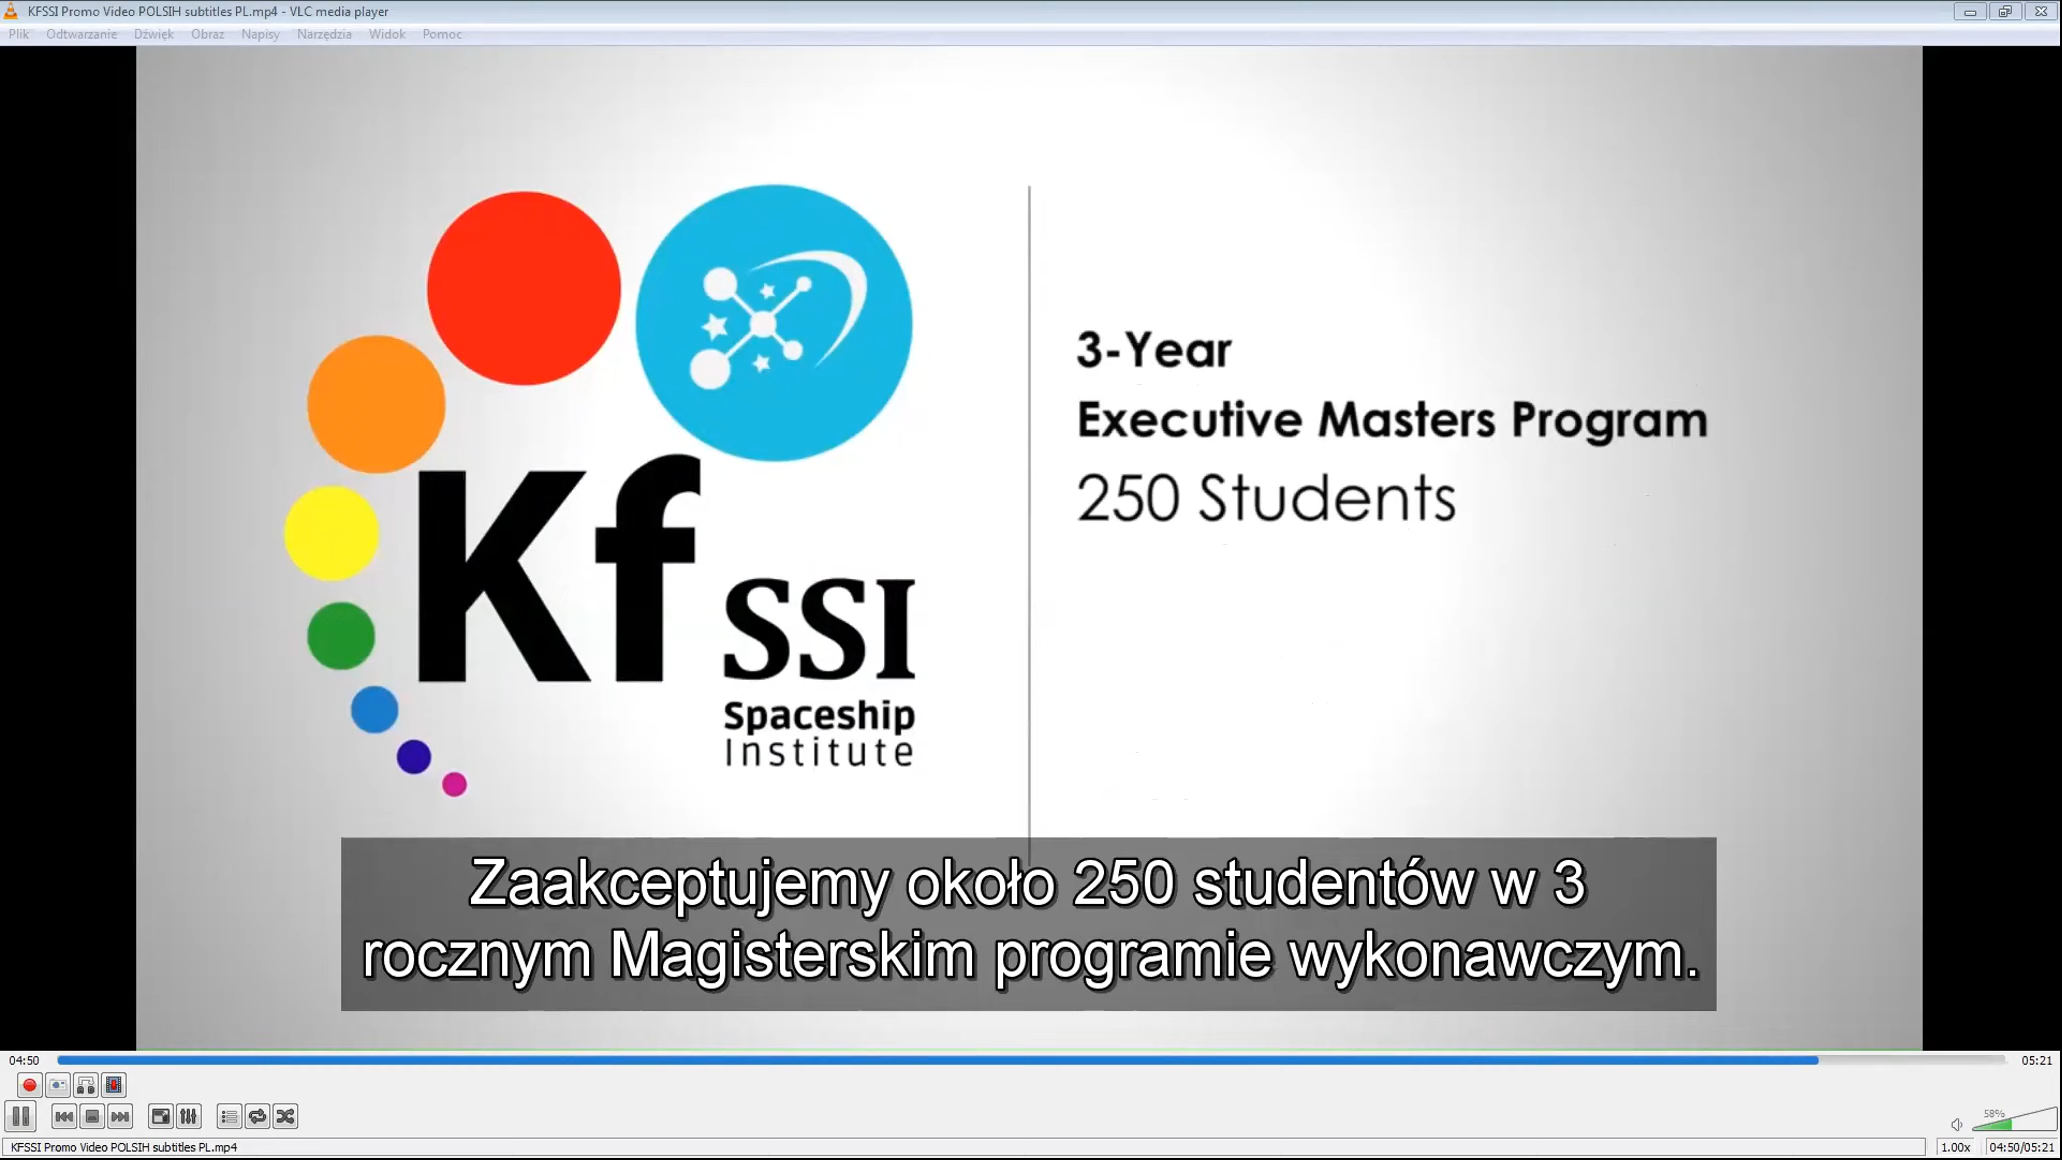 KFSSI Promo Video POLSIH subtitles PL.mp4 - VLC media player
Plik Odtwarzanie Dźwięk Obraz Napisy Narzędzia Widok Pomoc
3-Year
Executive Masters Program
250 Students
Kf SSI
Spaceship
Institute
Zaakceptujemy około 250 studentów w 3
rocznym Magisterskim programie wykonawczym.
04:50
05:21
58%
KFSSI Promo Video POLSIH subtitles PL.mp4
1.00x
04:50/05:21